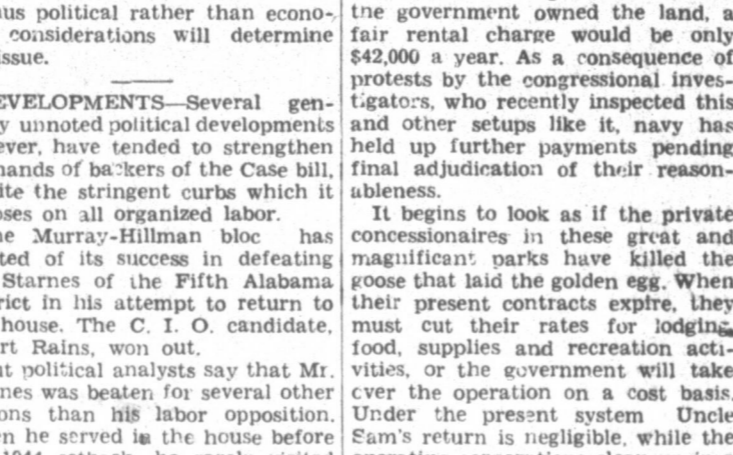 us political rather than econo-
considerations will determine
ssue.
EVELOPMENTS—Several gen-
y unnoted political developments
ever, have tended to strengthen
hands of backers of the Case bill,
ite the stringent curbs which it
oses on all organized labor.
e Murray-Hillman bloc has
ted of its success in defeating
Starnes of the Fifth Alabama
rict in his attempt to return to
house. The C. I. O. candidate,
rt Rains, won out.
t political analysts say that Mr.
nes was beaten for several other
ons than his labor opposition.
n he served in the house before
the government owned the land, a
fair rental charge would be only
$42,000 a year. As a consequence of
protests by the congressional inves-
tigators, who recently inspected this
and other setups like it, navy has
held up further payments pending
final adjudication of their reason-
ableness.
It begins to look as if the private
concessionaires in these great and
magnificant parks have killed the
goose that laid the golden egg. When
their present contracts expire, they
must cut their rates for lodging,
food, supplies and recreation acti-
vities, or the government will take
over the operation on a cost basis.
Under the present system Uncle
Sam's return is negligible, while the